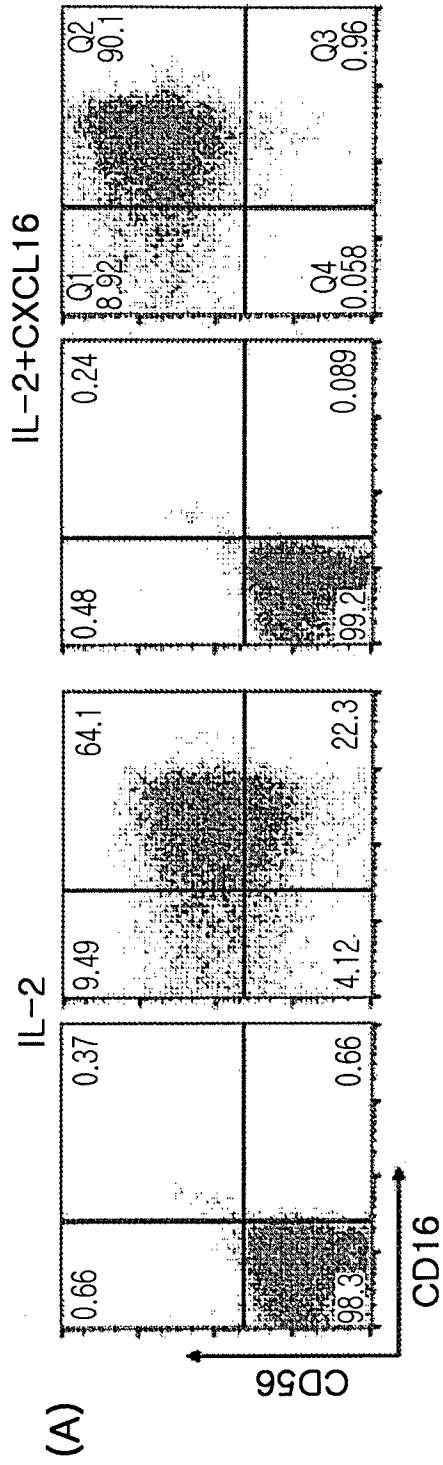 (A)
IL-2
IL-2+CXCL16
0.66
0.37
98.3
0.66
9.49
64.1
4.12
22.3
0.48
0.24
99.2
0.089
Q1
8.92
Q2
90.1
Q4
0.058
Q3
0.96
CD56
CD16